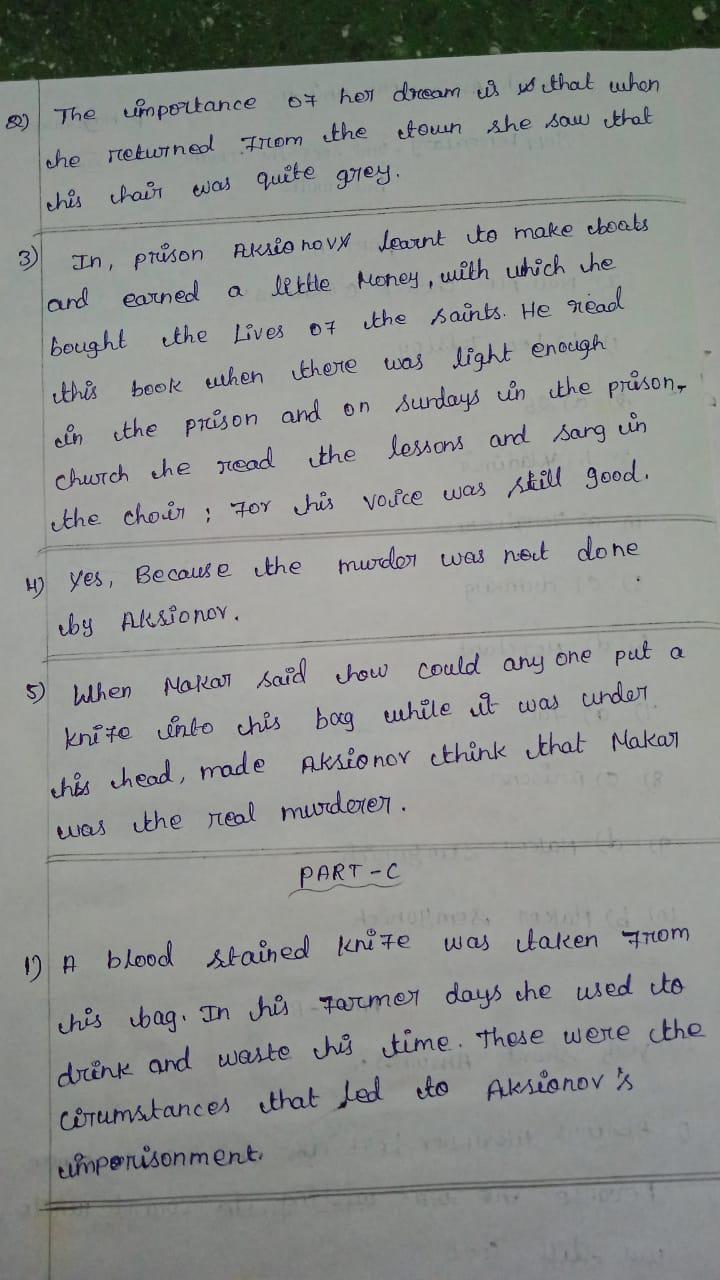 2) The importance of her dream is that when
he returned from the town she saw that
his hair was quite grey.
3) In, prison Aksionov learnt to make boats
and earned a little Money, with which he
bought the Lives of the saints. He read
this book when there was light enough
in the prison and on sundays in the prison-
church he read the lessons and sang in
the choir; For his voice was still good.
4) Yes, Because the murder was not done
by Aksionov.
5) When Makar said how could any one put a
knife into his bag while it was under
his head, made Aksionov think that Makar
was the real murderer.
PART-C
1) A blood stained knife was taken from
his bag. In his farmer days he used to
drink and waste his time. These were the
cirumstances that led to Aksionov's
imporisonment.